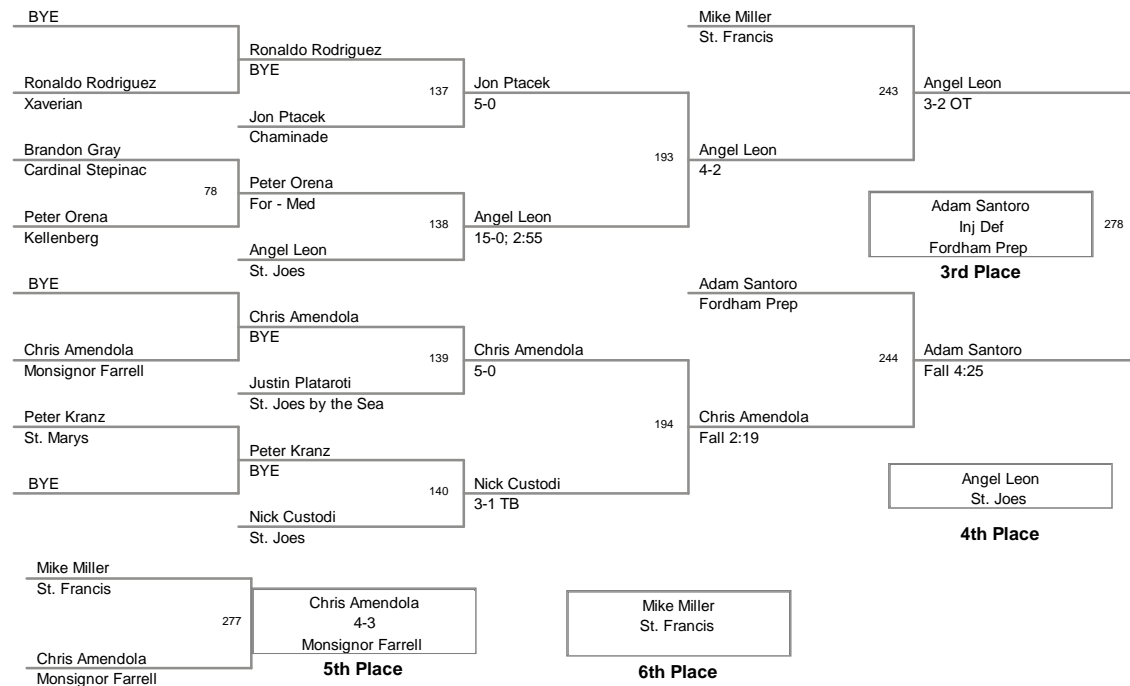 BYE
Ronaldo Rodriguez
Xaverian
Brandon Gray
Cardinal Stepinac
78
Peter Orena
Kellenberg
BYE
Chris Amendola
Monsignor Farrell
Peter Kranz
St. Marys
BYE
Ronaldo Rodriguez
BYE
137
Jon Ptacek
Chaminade
Peter Orena
For - Med
138
Angel Leon
St. Joes
Chris Amendola
BYE
139
Justin Plataroti
St. Joes by the Sea
Peter Kranz
BYE
140
Nick Custodi
St. Joes
Jon Ptacek
5-0
193
Angel Leon
15-0; 2:55
Chris Amendola
5-0
194
Nick Custodi
3-1 TB
Mike Miller
St. Francis
243
Angel Leon
4-2
Adam Santoro
Fordham Prep
244
Chris Amendola
Fall 2:19
Angel Leon
3-2 OT
Adam Santoro
Inj Def
Fordham Prep
278
3rd Place
Adam Santoro
Fall 4:25
Angel Leon
St. Joes
4th Place
Mike Miller
St. Francis
277
Chris Amendola
Monsignor Farrell
Chris Amendola
4-3
Monsignor Farrell
5th Place
Mike Miller
St. Francis
6th Place